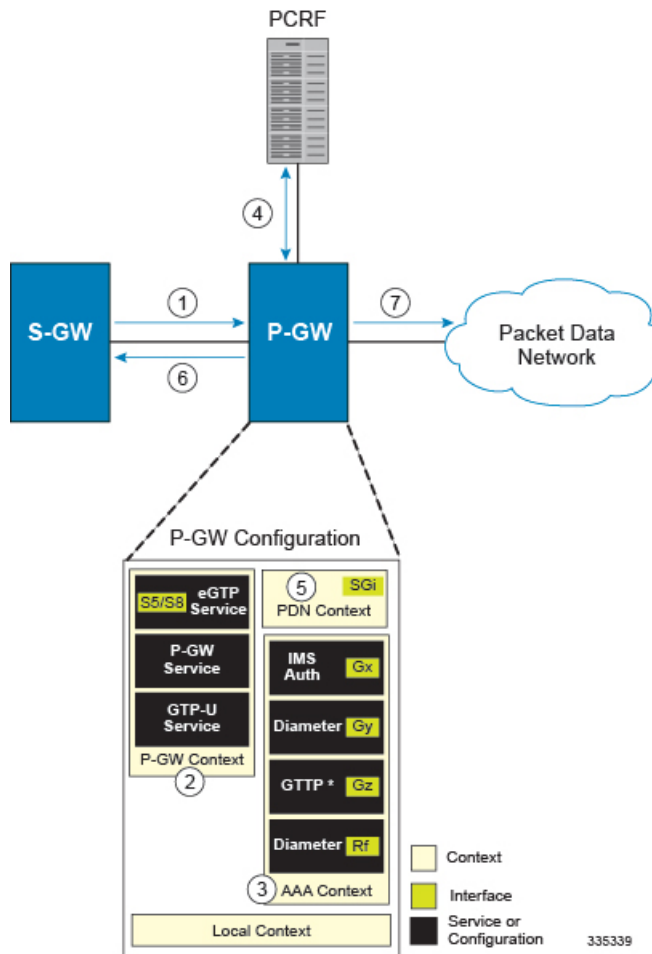 PCRF
4
S-GW
1
6
P-GW
7
Packet Data
Network
P-GW Configuration
S5/S8
eGTP
Service
P-GW
Service
GTP-U
Service
P-GW Context
2
5
SGi
PDN Context
IMS
Auth
Gx
Diameter
Gy
GTTP *
Gz
Diameter
Rf
3
AAA Context
Local Context
Context
Interface
Service or
Configuration
335339